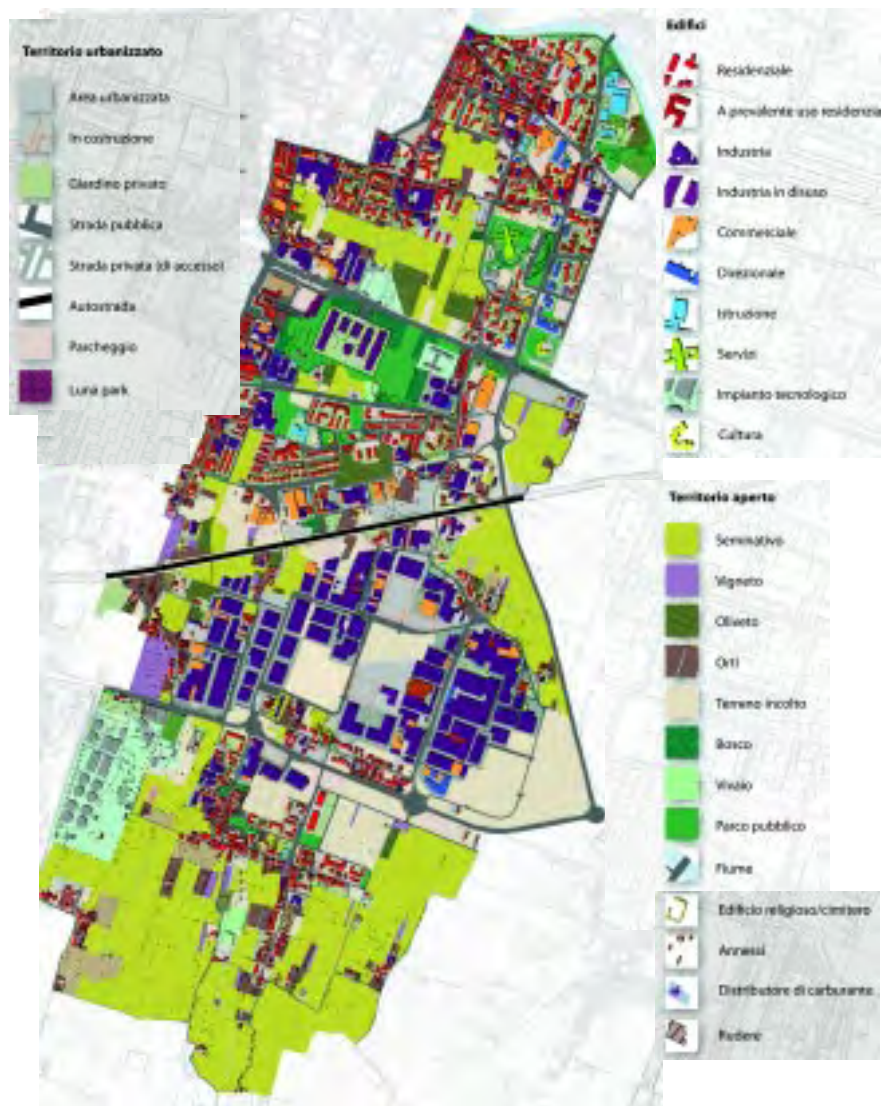 Territorio urbanizzato
Area urbanizzata
In costruzione
Giardino privato
Strada pubblica
Strada privata (di accesso)
Autostrada
Parcheggio
Luna park
Edifici
Residenziale
A prevalente uso residenzia
Industria
Industria in disuso
Commerciale
Direzionale
Istruzione
Servizi
Impianto tecnologico
Cultura
Territorio aperto
Seminativo
Vigneto
Oliveto
Orti
Terreno incolto
Bosco
Vivaio
Parco pubblico
Fiume
Edificio religioso/cimitero
Annessi
Distributore di carburante
Rudere